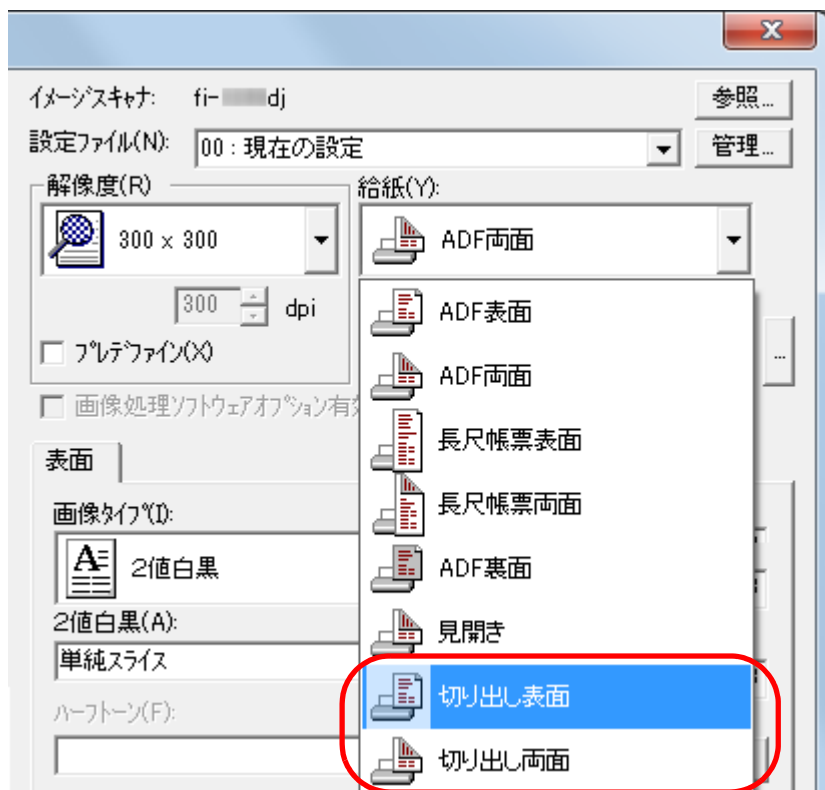 イメージスキャナ: fi- dj 参照...
設定ファイル(N): 00 : 現在の設定 管理...
解像度(R) 給紙(Y):
300 × 300 ADF両面
300 dpi
ADF表面
プレデファイン(X) ...
ADF両面
画像処理ソフトウェアオプション有
長尺帳票表面
表面
長尺帳票両面
画像タイプ(I):
2値白黒 ADF裏面
2値白黒(A): 見開き
単純スライス
切り出し表面
ハーフトーン(F):
切り出し両面